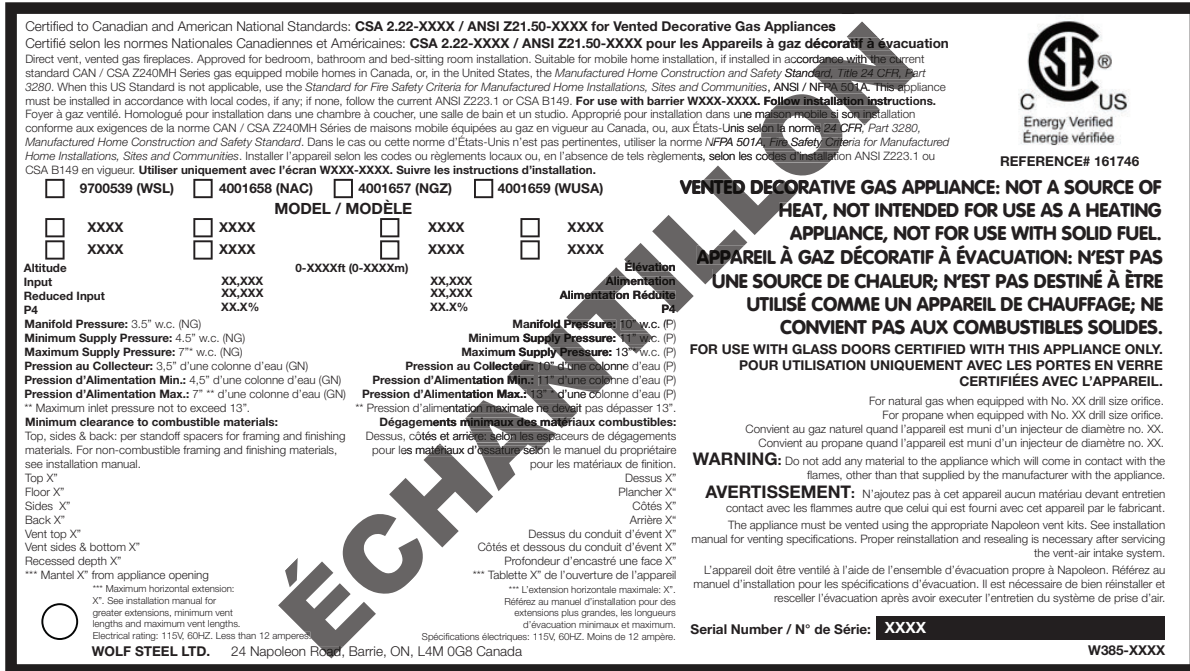 Certified to Canadian and American National Standards: CSA 2.22-XXXX / ANSI Z21.50-XXXX for Vented Decorative Gas Appliances
Certifié selon les normes Nationales Canadiennes et Américaines: CSA 2.22-XXXX / ANSI Z21.50-XXXX pour les Appareils à gaz décoratif à évacuation
Direct vent, vented gas fireplaces. Approved for bedroom, bathroom and bed-sitting room installation. Suitable for mobile home installation, if installed in accordance with the current
standard CAN / CSA Z240MH Series gas equipped mobile homes in Canada, or, in the United States, the Manufactured Home Construction and Safety Standard, Title 24 CFR, Part
3280. When this US Standard is not applicable, use the Standard for Fire Safety Criteria for Manufactured Home Installations, Sites and Communities, ANSI / NFPA 501A. This appliance
must be installed in accordance with local codes, if any; if none, follow the current ANSI Z223.1 or CSA B149. For use with barrier WXXX-XXXX. Follow installation instructions.
Foyer à gaz ventilé. Homologué pour installation dans une chambre à coucher, une salle de bain et un studio. Approprié pour installation dans une maison mobile si son installation
conforme aux exigences de la norme CAN / CSA Z240MH Séries de maisons mobile équipées au gaz en vigueur au Canada, ou, aux États-Unis selon la norme 24 CFR, Part 3280,
Manufactured Home Construction and Safety Standard. Dans le cas ou cette norme d'États-Unis n'est pas pertinentes, utiliser la norme NFPA 501A, Fire Safety Criteria for Manufactured
Home Installations, Sites and Communities. Installer l'appareil selon les codes ou règlements locaux ou, en l'absence de tels règlements, selon les codes d'installation ANSI Z223.1 ou
CSA B149 en vigueur. Utiliser uniquement avec l'écran WXXX-XXXX. Suivre les instructions d'installation.
9700539 (WSL) 4001658 (NAC) 4001657 (NGZ) 4001659 (WUSA)
MODEL / MODÈLE
XXXX XXXX XXXX XXXX
XXXX XXXX XXXX XXXX
Altitude 0-XXXXft (0-XXXXm) Élévation
Input XX,XXX XX,XXX Alimentation
Reduced Input XX,XXX XX,XXX Alimentation Réduite
P4 XX.X% XX.X% P4
Manifold Pressure: 3.5" w.c. (NG) Manifold Pressure: 10" w.c. (P)
Minimum Supply Pressure: 4.5" w.c. (NG) Minimum Supply Pressure: 11" w.c. (P)
Maximum Supply Pressure: 7"* w.c. (NG) Maximum Supply Pressure: 13"* w.c. (P)
Pression au Collecteur: 3,5" d'une colonne d'eau (GN) Pression au Collecteur: 10" d'une colonne d'eau (P)
Pression d'Alimentation Min.: 4,5" d'une colonne d'eau (GN) Pression d'Alimentation Min.: 11" d'une colonne d'eau (P)
Pression d'Alimentation Max.: 7" ** d'une colonne d'eau (GN) Pression d'Alimentation Max.: 13" * d'une colonne d'eau (P)
** Maximum inlet pressure not to exceed 13". ** Pression d'alimentation maximale ne devait pas dépasser 13".
Minimum clearance to combustible materials: Dégagements minimaux des matériaux combustibles:
Top, sides & back: per standoff spacers for framing and finishing Dessus, côtés et arrière: selon les espaceurs de dégagements
materials. For non-combustible framing and finishing materials, pour les matériaux d'ossature selon le manuel du propriétaire
see installation manual. pour les matériaux de finition.
Top X" Dessus X"
Floor X" Plancher X"
Sides X" Côtés X"
Back X" Arrière X"
Vent top X" Dessus du conduit d'évent X"
Vent sides & bottom X" Côtés et dessous du conduit d'évent X"
Recessed depth X" Profondeur d'encastré une face X"
*** Mantel X" from appliance opening *** Tablette X" de l'ouverture de l'appareil
*** Maximum horizontal extension: *** L'extension horizontale maximale: X".
X". See installation manual for Référez au manuel d'installation pour des
greater extensions, minimum vent extensions plus grandes, les longueurs
lengths and maximum vent lengths. d'évacuation minimaux et maximum.
Electrical rating: 115V, 60HZ. Less than 12 amperes. Spécifications électriques: 115V, 60HZ. Moins de 12 ampère.
WOLF STEEL LTD. 24 Napoleon Road, Barrie, ON, L4M 0G8 Canada
ÉCHANTILLON
CSA ®
C US
Energy Verified
Énergie vérifiée
REFERENCE# 161746
VENTED DECORATIVE GAS APPLIANCE: NOT A SOURCE OF
HEAT, NOT INTENDED FOR USE AS A HEATING
APPLIANCE, NOT FOR USE WITH SOLID FUEL.
APPAREIL À GAZ DÉCORATIF À ÉVACUATION: N'EST PAS
UNE SOURCE DE CHALEUR; N'EST PAS DESTINÉ À ÈTRE
UTILISÉ COMME UN APPAREIL DE CHAUFFAGE; NE
CONVIENT PAS AUX COMBUSTIBLES SOLIDES.
FOR USE WITH GLASS DOORS CERTIFIED WITH THIS APPLIANCE ONLY.
POUR UTILISATION UNIQUEMENT AVEC LES PORTES EN VERRE
CERTIFIÉES AVEC L'APPAREIL.
For natural gas when equipped with No. XX drill size orifice.
For propane when equipped with No. XX drill size orifice.
Convient au gaz naturel quand l'appareil est muni d'un injecteur de diamètre no. XX.
Convient au propane quand l'appareil est muni d'un injecteur de diamètre no. XX.
WARNING: Do not add any material to the appliance which will come in contact with the
flames, other than that supplied by the manufacturer with the appliance.
AVERTISSEMENT: N'ajoutez pas à cet appareil aucun matériau devant entretien
contact avec les flammes autre que celui qui est fourni avec cet appareil par le fabricant.
The appliance must be vented using the appropriate Napoleon vent kits. See installation
manual for venting specifications. Proper reinstallation and resealing is necessary after servicing
the vent-air intake system.
L'appareil doit être ventilé à l'aide de l'ensemble d'évacuation propre à Napoleon. Référez au
manuel d'installation pour les spécifications d'évacuation. Il est nécessaire de bien réinstaller et
resceller l'évacuation après avoir executer l'entretien du système de prise d'air.
Serial Number / N° de Série: XXXX
W385-XXXX